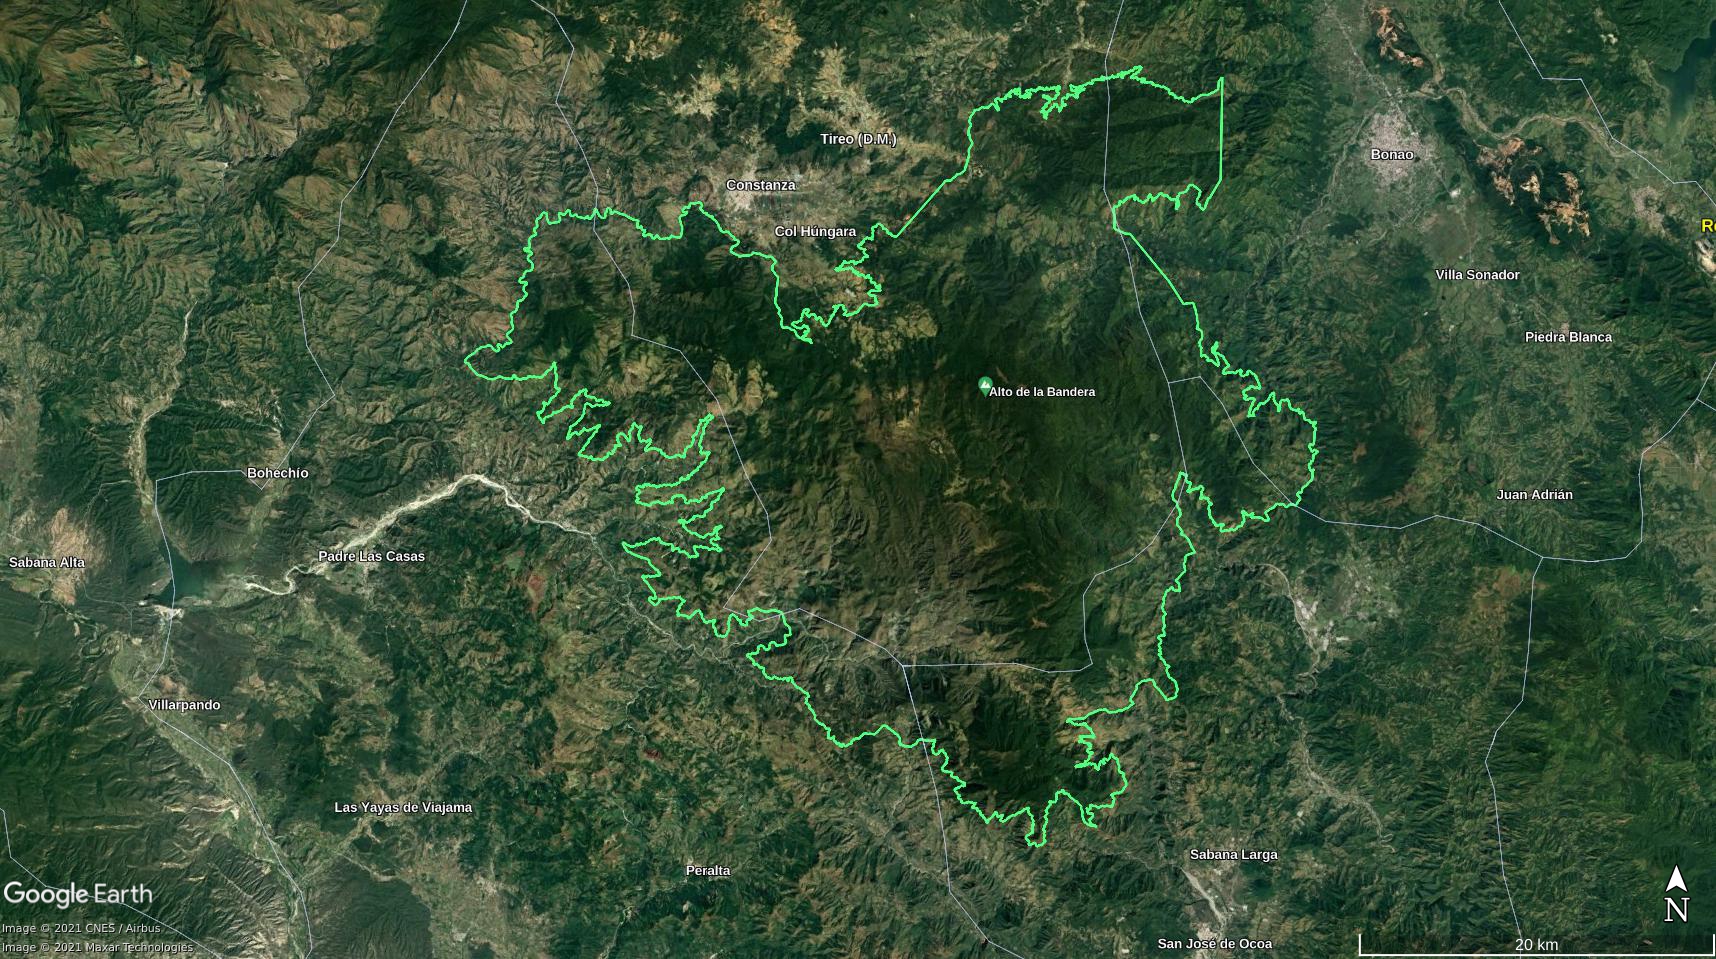 Tireo (D.M.)
Bonao
Constanza
Col Húngara
Villa Sonador
Piedra Blanca
Alto de la Bandera
Bohechío
Juan Adrián
Padre Las Casas
Sabana Alta
Villarpando
Las Yayas de Viajama
Sabana Larga
Peralta
Google Earth
N
Image © 2021 CNES / Airbus
San José de Ocoa
20 km
Image © 2021 Maxar Technologies